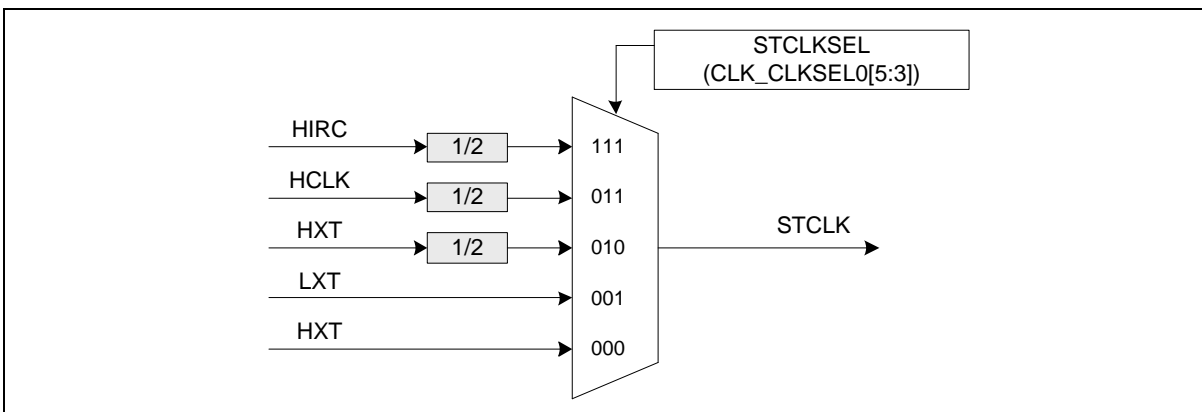 STCLKSEL
(CLK_CLKSEL0[5:3])
HIRC
1/2
111
HCLK
1/2
011
HXT
1/2
010
STCLK
LXT
001
HXT
000